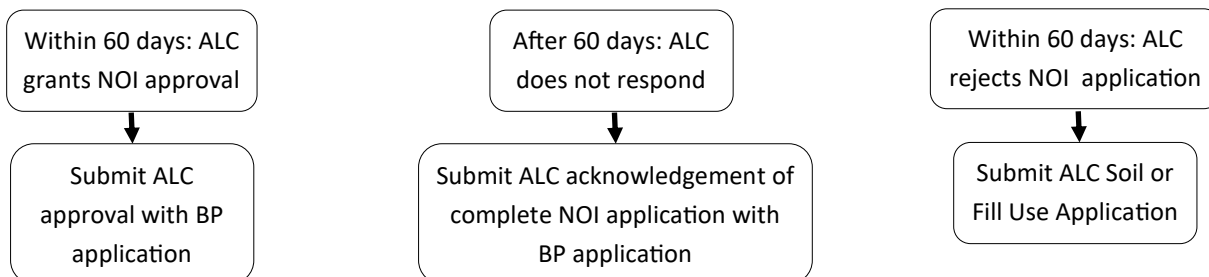 Within 60 days: ALC
grants NOI approval
Submit ALC
approval with BP
application
After 60 days: ALC
does not respond
Submit ALC acknowledgement of
complete NOI application with
BP application
Within 60 days: ALC
rejects NOI application
Submit ALC Soil or
Fill Use Application